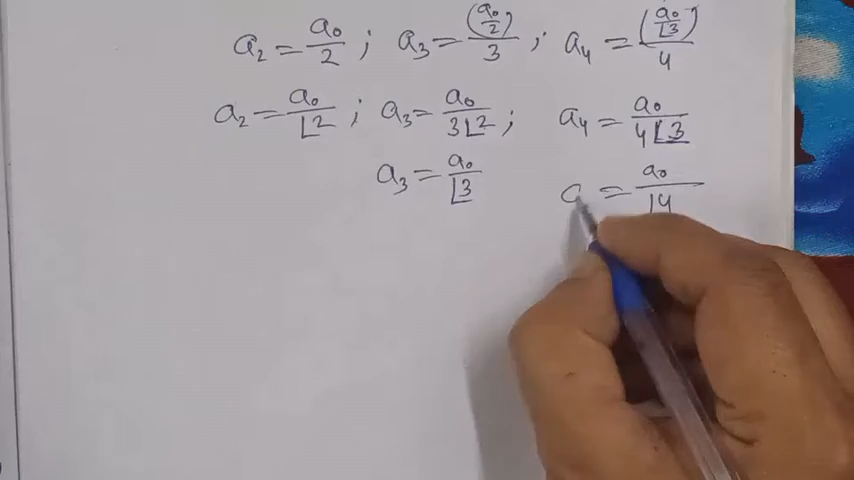 a₂ = a₀/2 ; a₃ = (a₀/2)/3 ; a₄ = (a₀/⌊3)/4
a₂ = a₀/⌊2 ; a₃ = a₀/3⌊2 ; a₄ = a₀/4⌊3
a₃ = a₀/⌊3 a = a₀/⌊4